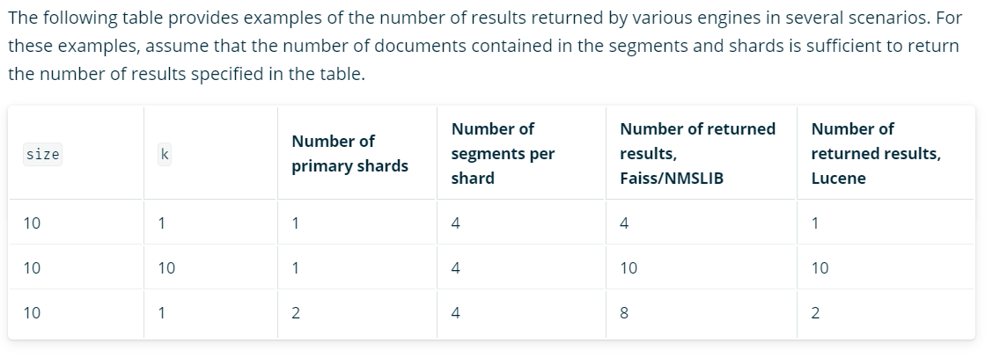 The following table provides examples of the number of results returned by various engines in several scenarios. For
these examples, assume that the number of documents contained in the segments and shards is sufficient to return
the number of results specified in the table.
size | k | Number of primary shards | Number of segments per shard | Number of returned results, Faiss/NMSLIB | Number of returned results, Lucene
10 | 1 | 1 | 4 | 4 | 1
10 | 10 | 1 | 4 | 10 | 10
10 | 1 | 2 | 4 | 8 | 2